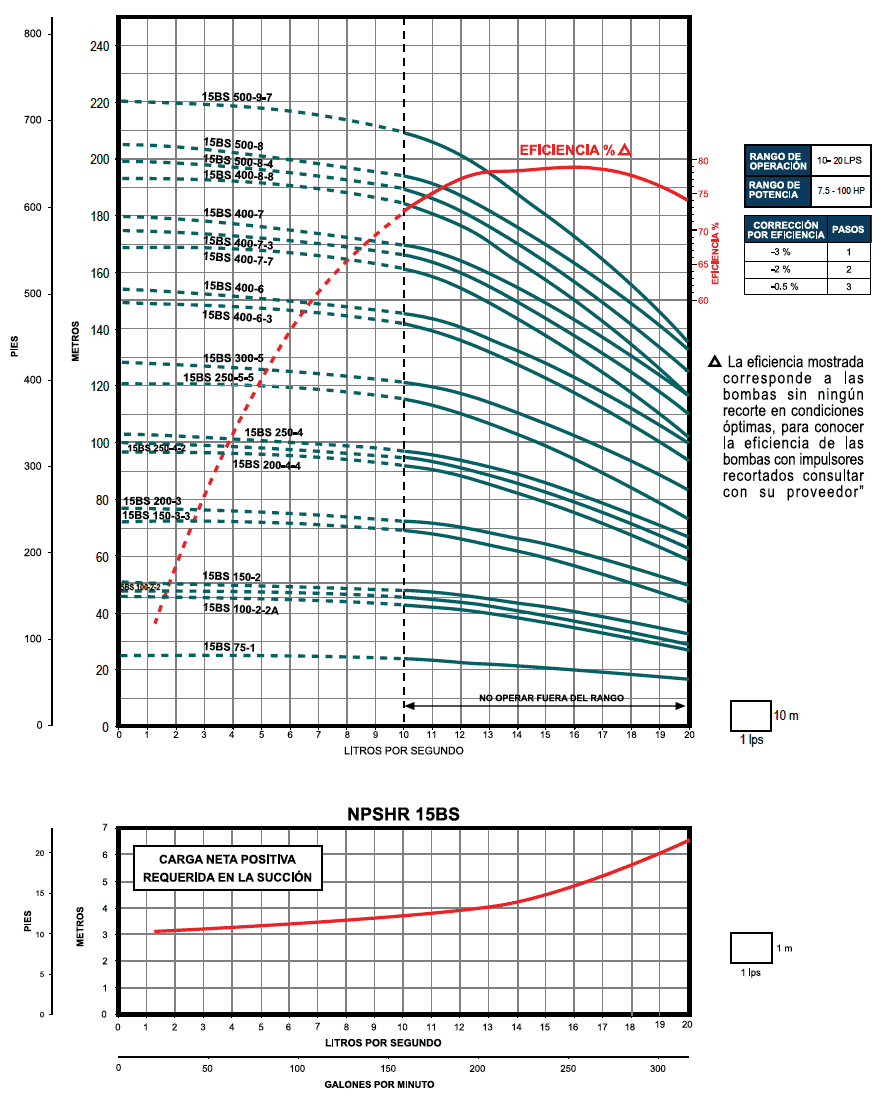 800
700
600
500
400
300
200
100
0
PIES
240
220
200
180
160
140
120
100
80
60
40
20
0
METROS
15BS 500-9-7
15BS 500-8
15BS 500-8-4
15BS 400-8-8
15BS 400-7
15BS 400-7-3
15BS 400-7-7
15BS 400-6
15BS 400-6-3
15BS 300-5
15BS 250-5-5
15BS 250-4
15BS 250-4-2
15BS 200-4-4
15BS 200-3
15BS 150-3-3
15BS 150-2
5BS 100-2-2
15BS 100-2-2A
15BS 75-1
EFICIENCIA % Δ
80
75
70
65
60
EFICIENCIA %
NO OPERAR FUERA DEL RANGO
0 1 2 3 4 5 6 7 8 9 10 11 12 13 14 15 16 17 18 19 20
LITROS POR SEGUNDO
RANGO DE OPERACIÓN 10- 20 LPS
RANGO DE POTENCIA 7.5 - 100 HP
CORRECCIÓN POR EFICIENCIA PASOS
-3 % 1
-2 % 2
-0.5 % 3
Δ La eficiencia mostrada
corresponde a las
bombas sin ningún
recorte en condiciones
óptimas, para conocer
la eficiencia de las
bombas con impulsores
recortados consultar
con su proveedor”
10 m
1 lps
NPSHR 15BS
CARGA NETA POSITIVA
REQUERIDA EN LA SUCCIÓN
20
15
10
5
0
PIES
7
6
5
4
3
2
1
0
METROS
0 1 2 3 4 5 6 7 8 9 10 11 12 13 14 15 16 17 18 19 20
LITROS POR SEGUNDO
0 50 100 150 200 250 300
GALONES POR MINUTO
1 m
1 lps